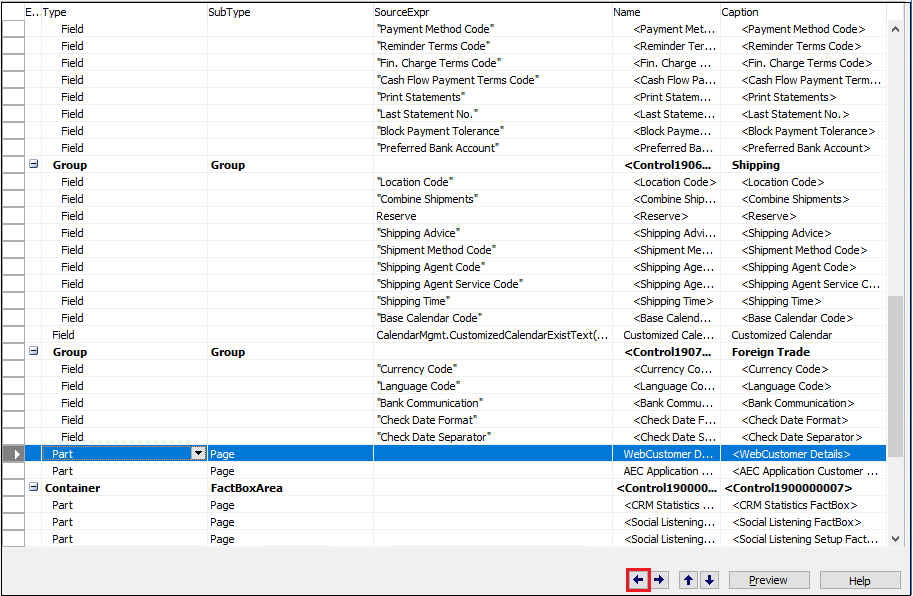 E.. Type SubType SourceExpr Name Caption
Field "Payment Method Code" <Payment Met... <Payment Method Code>
Field "Reminder Terms Code" <Reminder Ter... <Reminder Terms Code>
Field "Fin. Charge Terms Code" <Fin. Charge ... <Fin. Charge Terms Code>
Field "Cash Flow Payment Terms Code" <Cash Flow Pa... <Cash Flow Payment Term...
Field "Print Statements" <Print Statem... <Print Statements>
Field "Last Statement No." <Last Stateme... <Last Statement No.>
Field "Block Payment Tolerance" <Block Payme... <Block Payment Tolerance>
Field "Preferred Bank Account" <Preferred Ba... <Preferred Bank Account>
Group Group <Control1906... Shipping
Field "Location Code" <Location Code> <Location Code>
Field "Combine Shipments" <Combine Ship... <Combine Shipments>
Field Reserve <Reserve> <Reserve>
Field "Shipping Advice" <Shipping Advi... <Shipping Advice>
Field "Shipment Method Code" <Shipment Me... <Shipment Method Code>
Field "Shipping Agent Code" <Shipping Age... <Shipping Agent Code>
Field "Shipping Agent Service Code" <Shipping Age... <Shipping Agent Service C...
Field "Shipping Time" <Shipping Time> <Shipping Time>
Field "Base Calendar Code" <Base Calend... <Base Calendar Code>
Field CalendarMgmt.CustomizedCalendarExistText(... Customized Cale... Customized Calendar
Group Group <Control1907... Foreign Trade
Field "Currency Code" <Currency Co... <Currency Code>
Field "Language Code" <Language Co... <Language Code>
Field "Bank Communication" <Bank Commu... <Bank Communication>
Field "Check Date Format" <Check Date F... <Check Date Format>
Field "Check Date Separator" <Check Date S... <Check Date Separator>
Part Page WebCustomer D... <WebCustomer Details>
Part Page AEC Application ... <AEC Application Customer ...
Container FactBoxArea <Control190000... <Control1900000007>
Part Page <CRM Statistics ... <CRM Statistics FactBox>
Part Page <Social Listening... <Social Listening FactBox>
Part Page <Social Listening... <Social Listening Setup Fact...
Preview Help